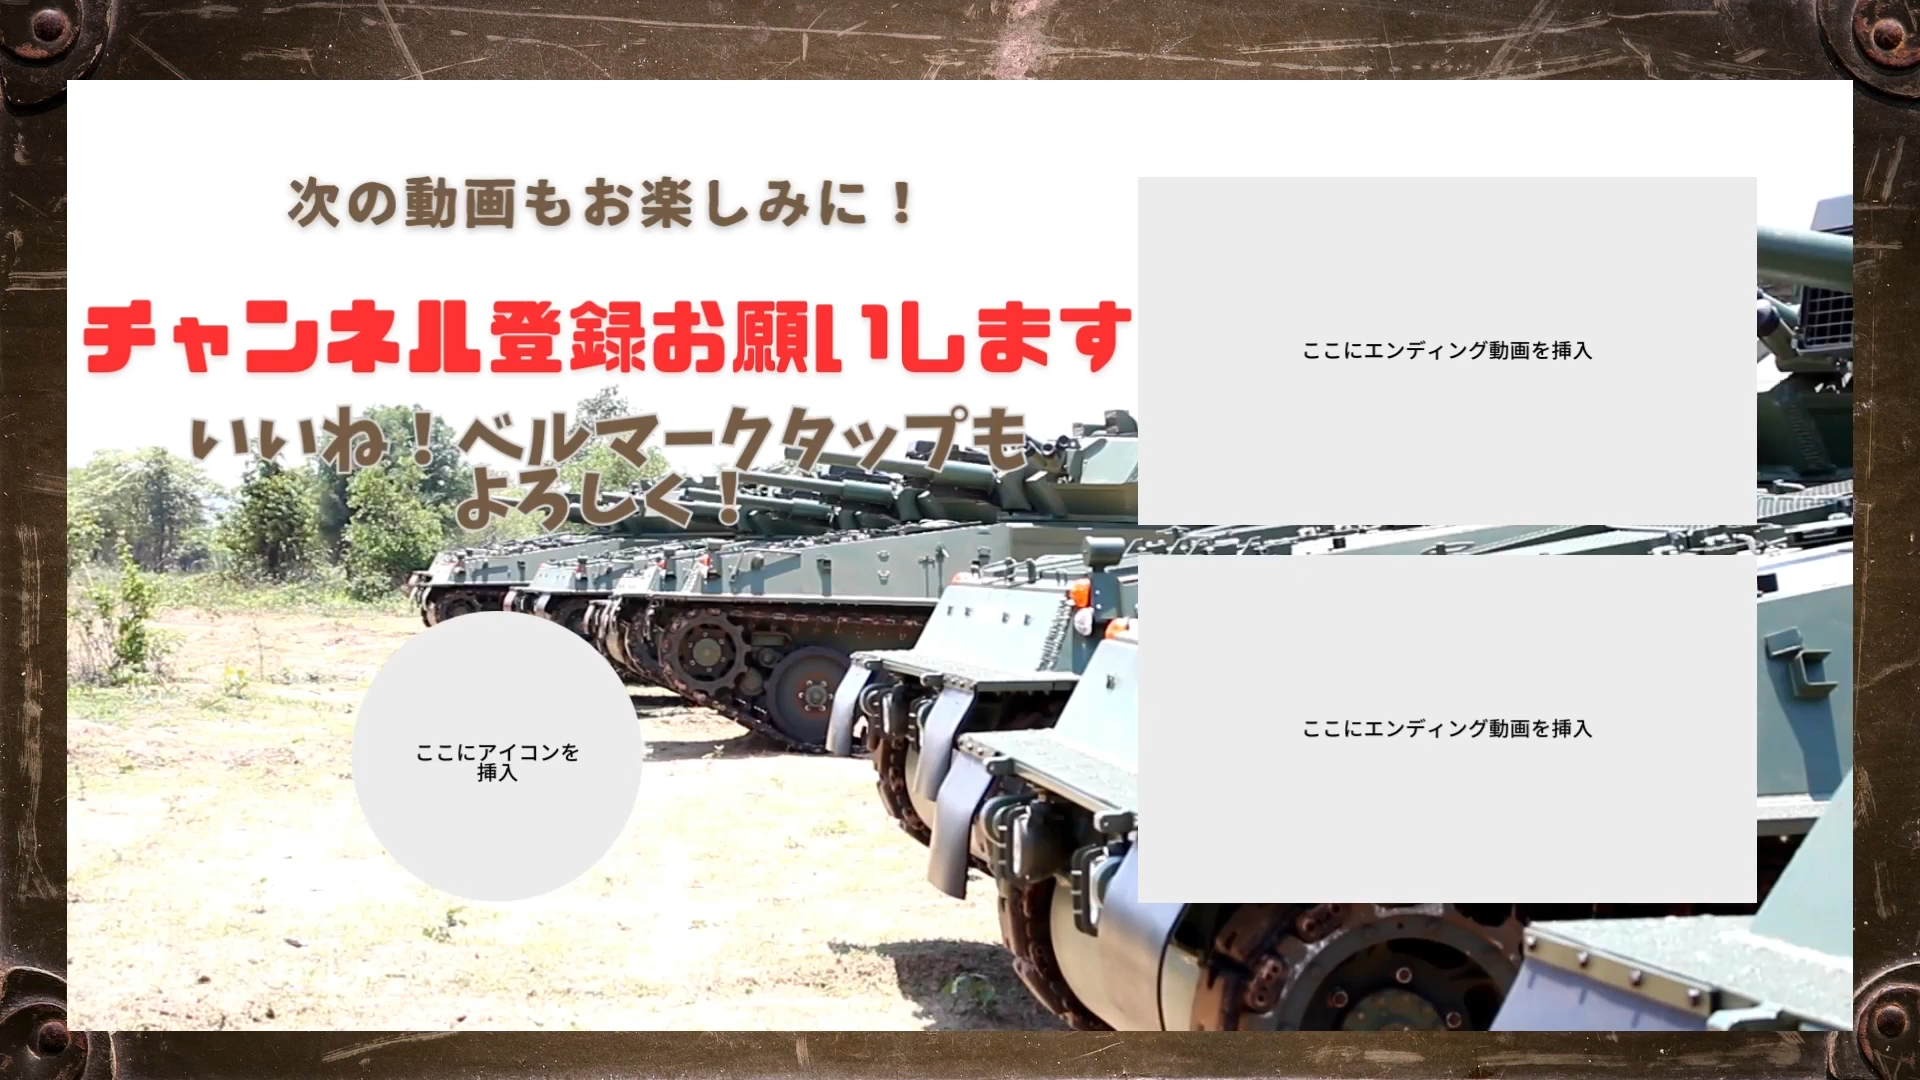 次の動画もお楽しみに！
チャンネル登録お願いします
いいね！ベルマークタップも
よろしく！
ここにエンディング動画を挿入
ここにエンディング動画を挿入
ここにアイコンを
挿入